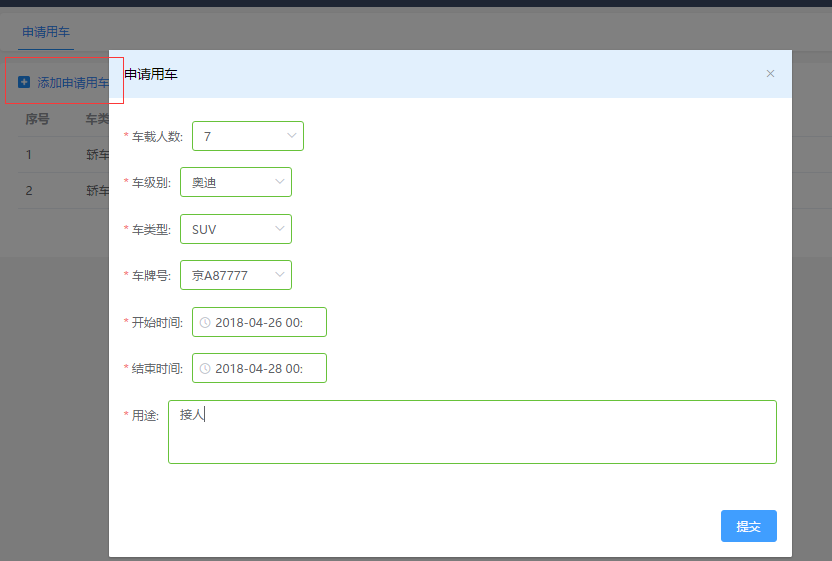 申请用车
添加申请用车
序号 车类
1 轿车
2 轿车
申请用车
* 车载人数: 7
* 车级别: 奥迪
* 车类型: SUV
* 车牌号: 京A87777
* 开始时间: 2018-04-26 00:
* 结束时间: 2018-04-28 00:
* 用途: 接人
提交